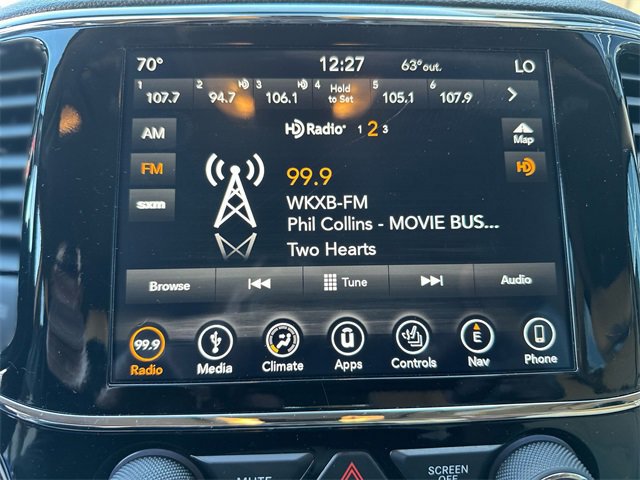 70° 12:27 63°out. LO
1 107.7 2 94.7 HD 3 106.1 HD 4 Hold to Set 5 105.1 6 107.9
HD Radio 1 2 3
AM
Map
FM
HD
99.9
sxm
WKXB-FM
Phil Collins - MOVIE BUS...
Two Hearts
Browse Tune Audio
99.9 E
Radio Media Climate Apps Controls Nav Phone
MUTE SCREEN
OFF